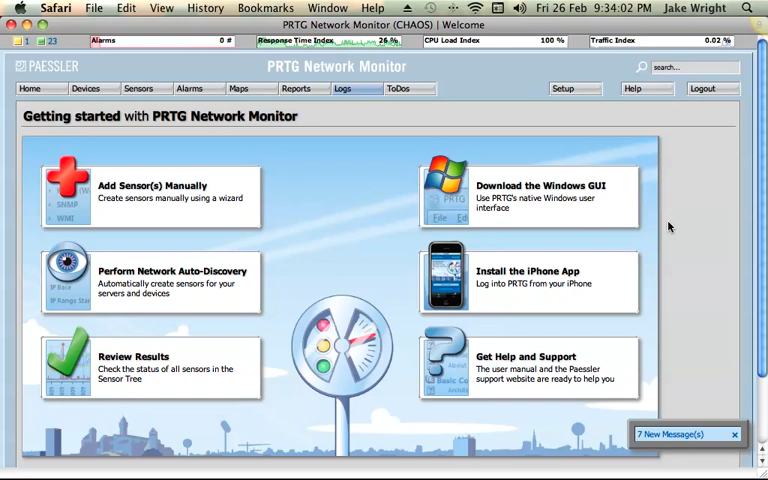 Safari File Edit View History Bookmarks Window Help Fri 26 Feb 9:34:02 PM Jake Wright
PRTG Network Monitor (CHAOS) | Welcome
1 23 Alarms 0 # Response Time Index 26 % CPU Load Index 100 % Traffic Index 0.02 %
PAESSLER PRTG Network Monitor search...
Home Devices Sensors Alarms Maps Reports Logs ToDos Setup Help Logout
Getting started with PRTG Network Monitor
Add Sensor(s) Manually
Create sensors manually using a wizard
SNMP
WMI
Download the Windows GUI
Use PRTG's native Windows user
interface
PRTG
File Ed
Perform Network Auto-Discovery
Automatically create sensors for your
servers and devices
IP Base
IP Range Star
Install the iPhone App
Log into PRTG from your iPhone
Review Results
Check the status of all sensors in the
Sensor Tree
Get Help and Support
The user manual and the Paessler
support website are ready to help you
Basic Co
7 New Message(s)